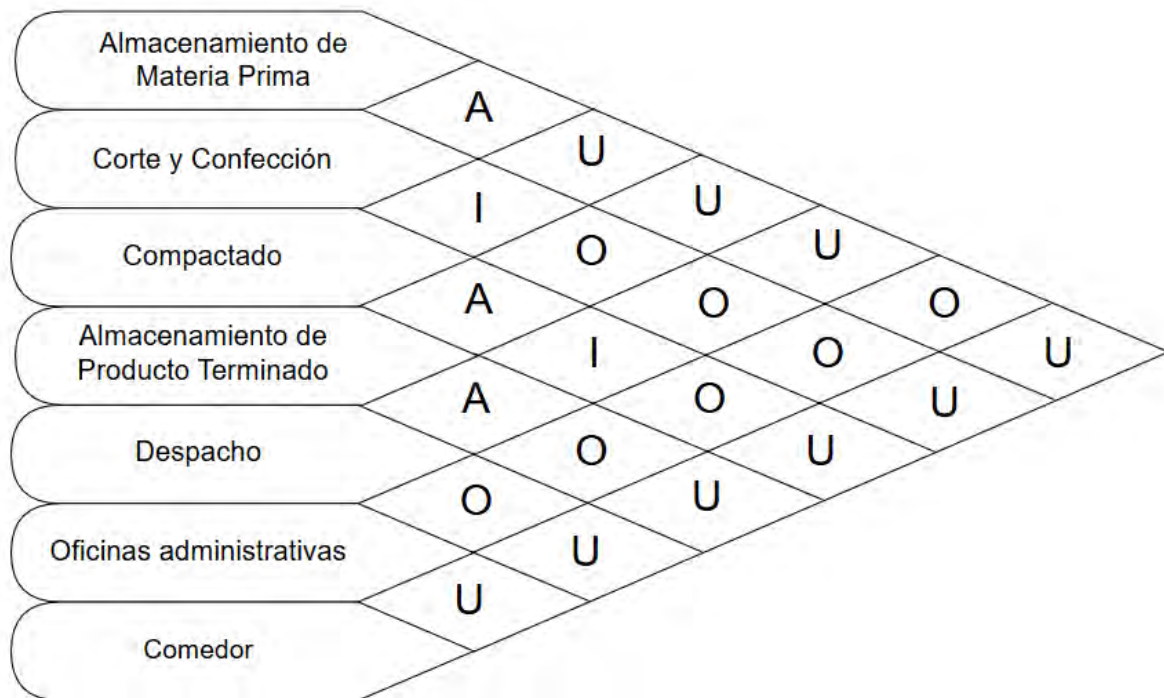 Almacenamiento de
Materia Prima
A
U
Corte y Confección
U
I
U
Compactado
O
O
A
O
O
Almacenamiento de
Producto Terminado
I
O
U
A
O
U
Despacho
O
U
O
U
Oficinas administrativas
U
U
Comedor